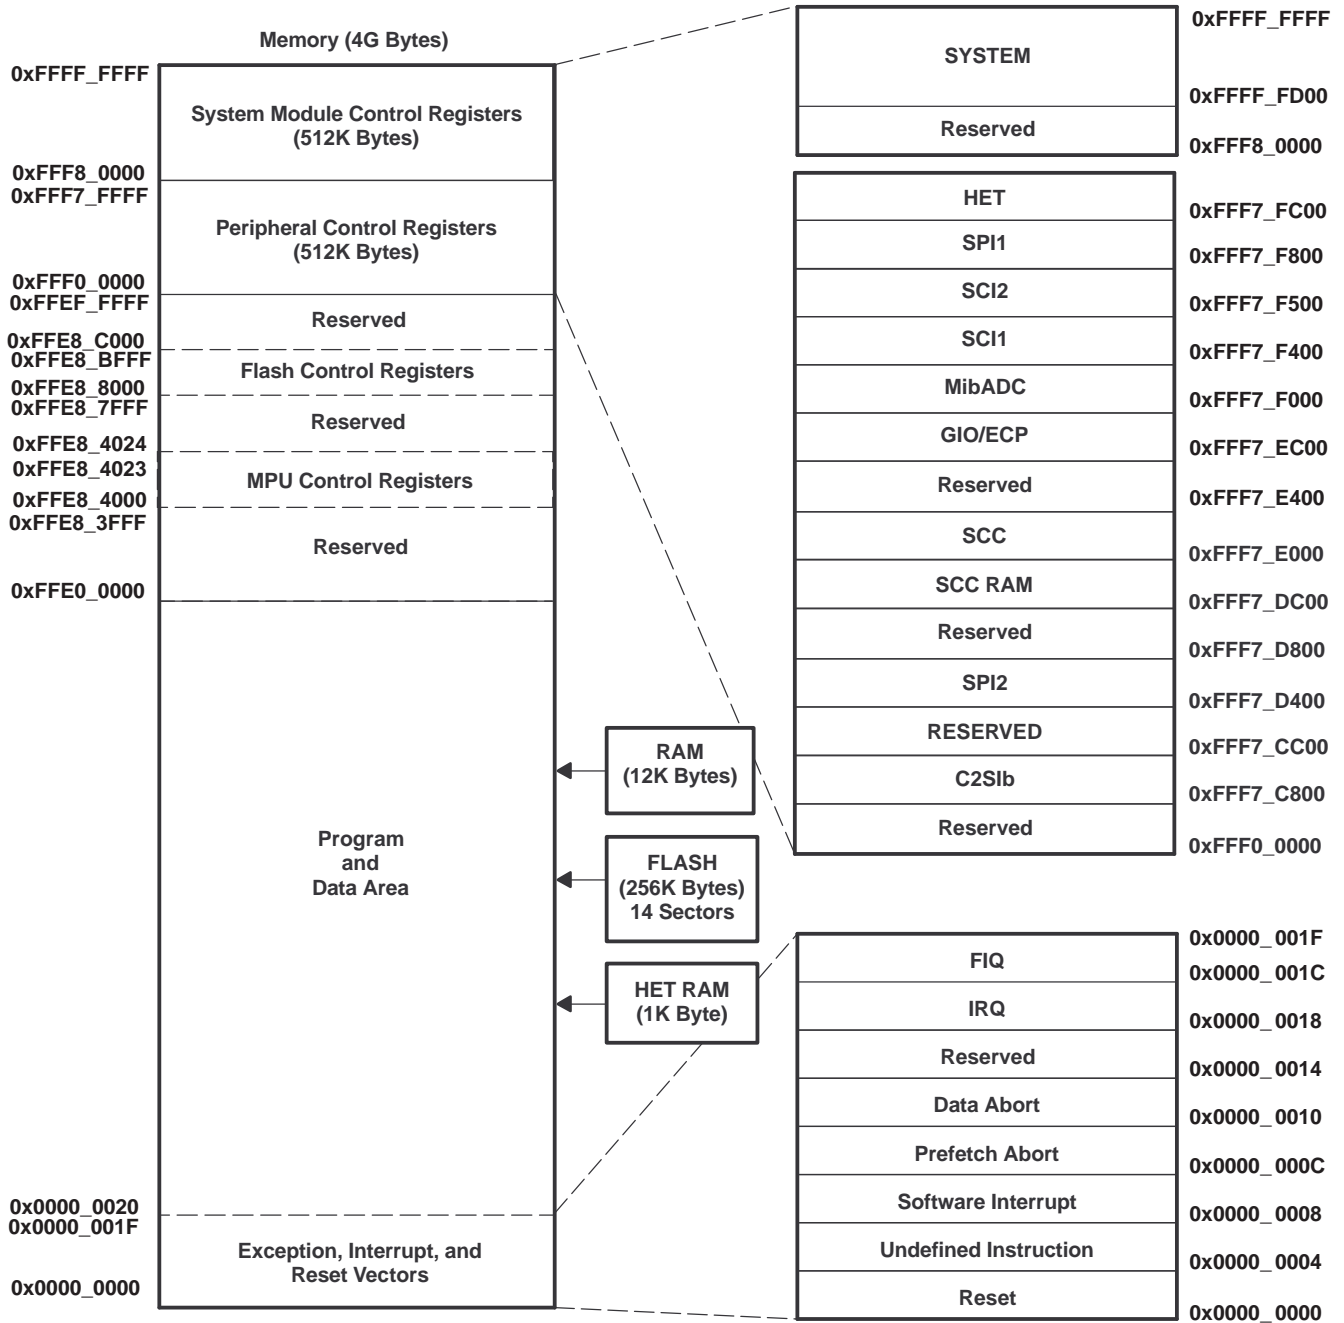 Memory (4G Bytes)
0xFFFF_FFFF
System Module Control Registers
(512K Bytes)
0xFFF8_0000
0xFFF7_FFFF
Peripheral Control Registers
(512K Bytes)
0xFFF0_0000
0xFFEF_FFFF
Reserved
0xFFE8_C000
0xFFE8_BFFF
Flash Control Registers
0xFFE8_8000
0xFFE8_7FFF
Reserved
0xFFE8_4024
0xFFE8_4023
MPU Control Registers
0xFFE8_4000
0xFFE8_3FFF
Reserved
0xFFE0_0000
Program
and
Data Area
0x0000_0020
0x0000_001F
Exception, Interrupt, and
Reset Vectors
0x0000_0000
RAM
(12K Bytes)
FLASH
(256K Bytes)
14 Sectors
HET RAM
(1K Byte)
0xFFFF_FFFF
SYSTEM
0xFFFF_FD00
Reserved
0xFFF8_0000
HET
0xFFF7_FC00
SPI1
0xFFF7_F800
SCI2
0xFFF7_F500
SCI1
0xFFF7_F400
MibADC
0xFFF7_F000
GIO/ECP
0xFFF7_EC00
Reserved
0xFFF7_E400
SCC
0xFFF7_E000
SCC RAM
0xFFF7_DC00
Reserved
0xFFF7_D800
SPI2
0xFFF7_D400
RESERVED
0xFFF7_CC00
C2SIb
0xFFF7_C800
Reserved
0xFFF0_0000
0x0000_001F
FIQ
0x0000_001C
IRQ
0x0000_0018
Reserved
0x0000_0014
Data Abort
0x0000_0010
Prefetch Abort
0x0000_000C
Software Interrupt
0x0000_0008
Undefined Instruction
0x0000_0004
Reset
0x0000_0000